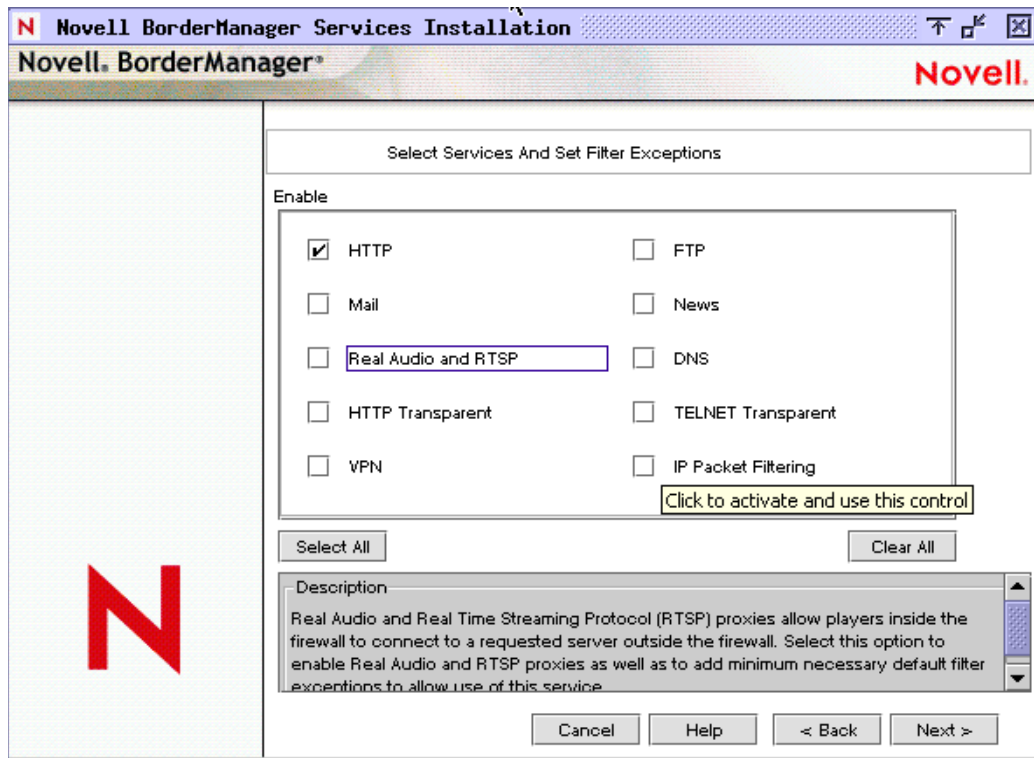 N Novell BorderManager Services Installation
Novell. BorderManager®
Novell.
Select Services And Set Filter Exceptions
Enable
HTTP
FTP
Mail
News
Real Audio and RTSP
DNS
HTTP Transparent
TELNET Transparent
VPN
IP Packet Filtering
Click to activate and use this control
Select All
Clear All
N
Description
Real Audio and Real Time Streaming Protocol (RTSP) proxies allow players inside the
firewall to connect to a requested server outside the firewall. Select this option to
enable Real Audio and RTSP proxies as well as to add minimum necessary default filter
exceptions to allow use of this service
Cancel
Help
< Back
Next >